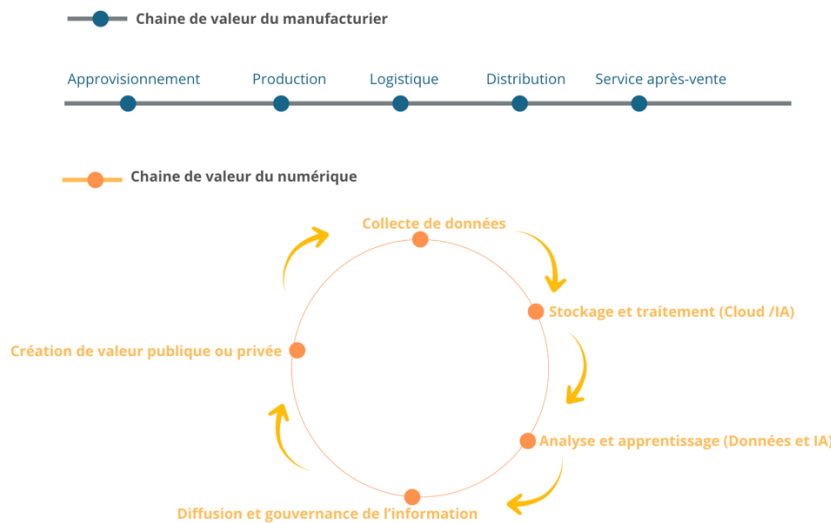 Chaine de valeur du manufacturier
Approvisionnement Production Logistique Distribution Service après-vente
Chaine de valeur du numérique
Collecte de données
Stockage et traitement (Cloud /IA)
Création de valeur publique ou privée
Analyse et apprentissage (Données et IA)
Diffusion et gouvernance de l’information